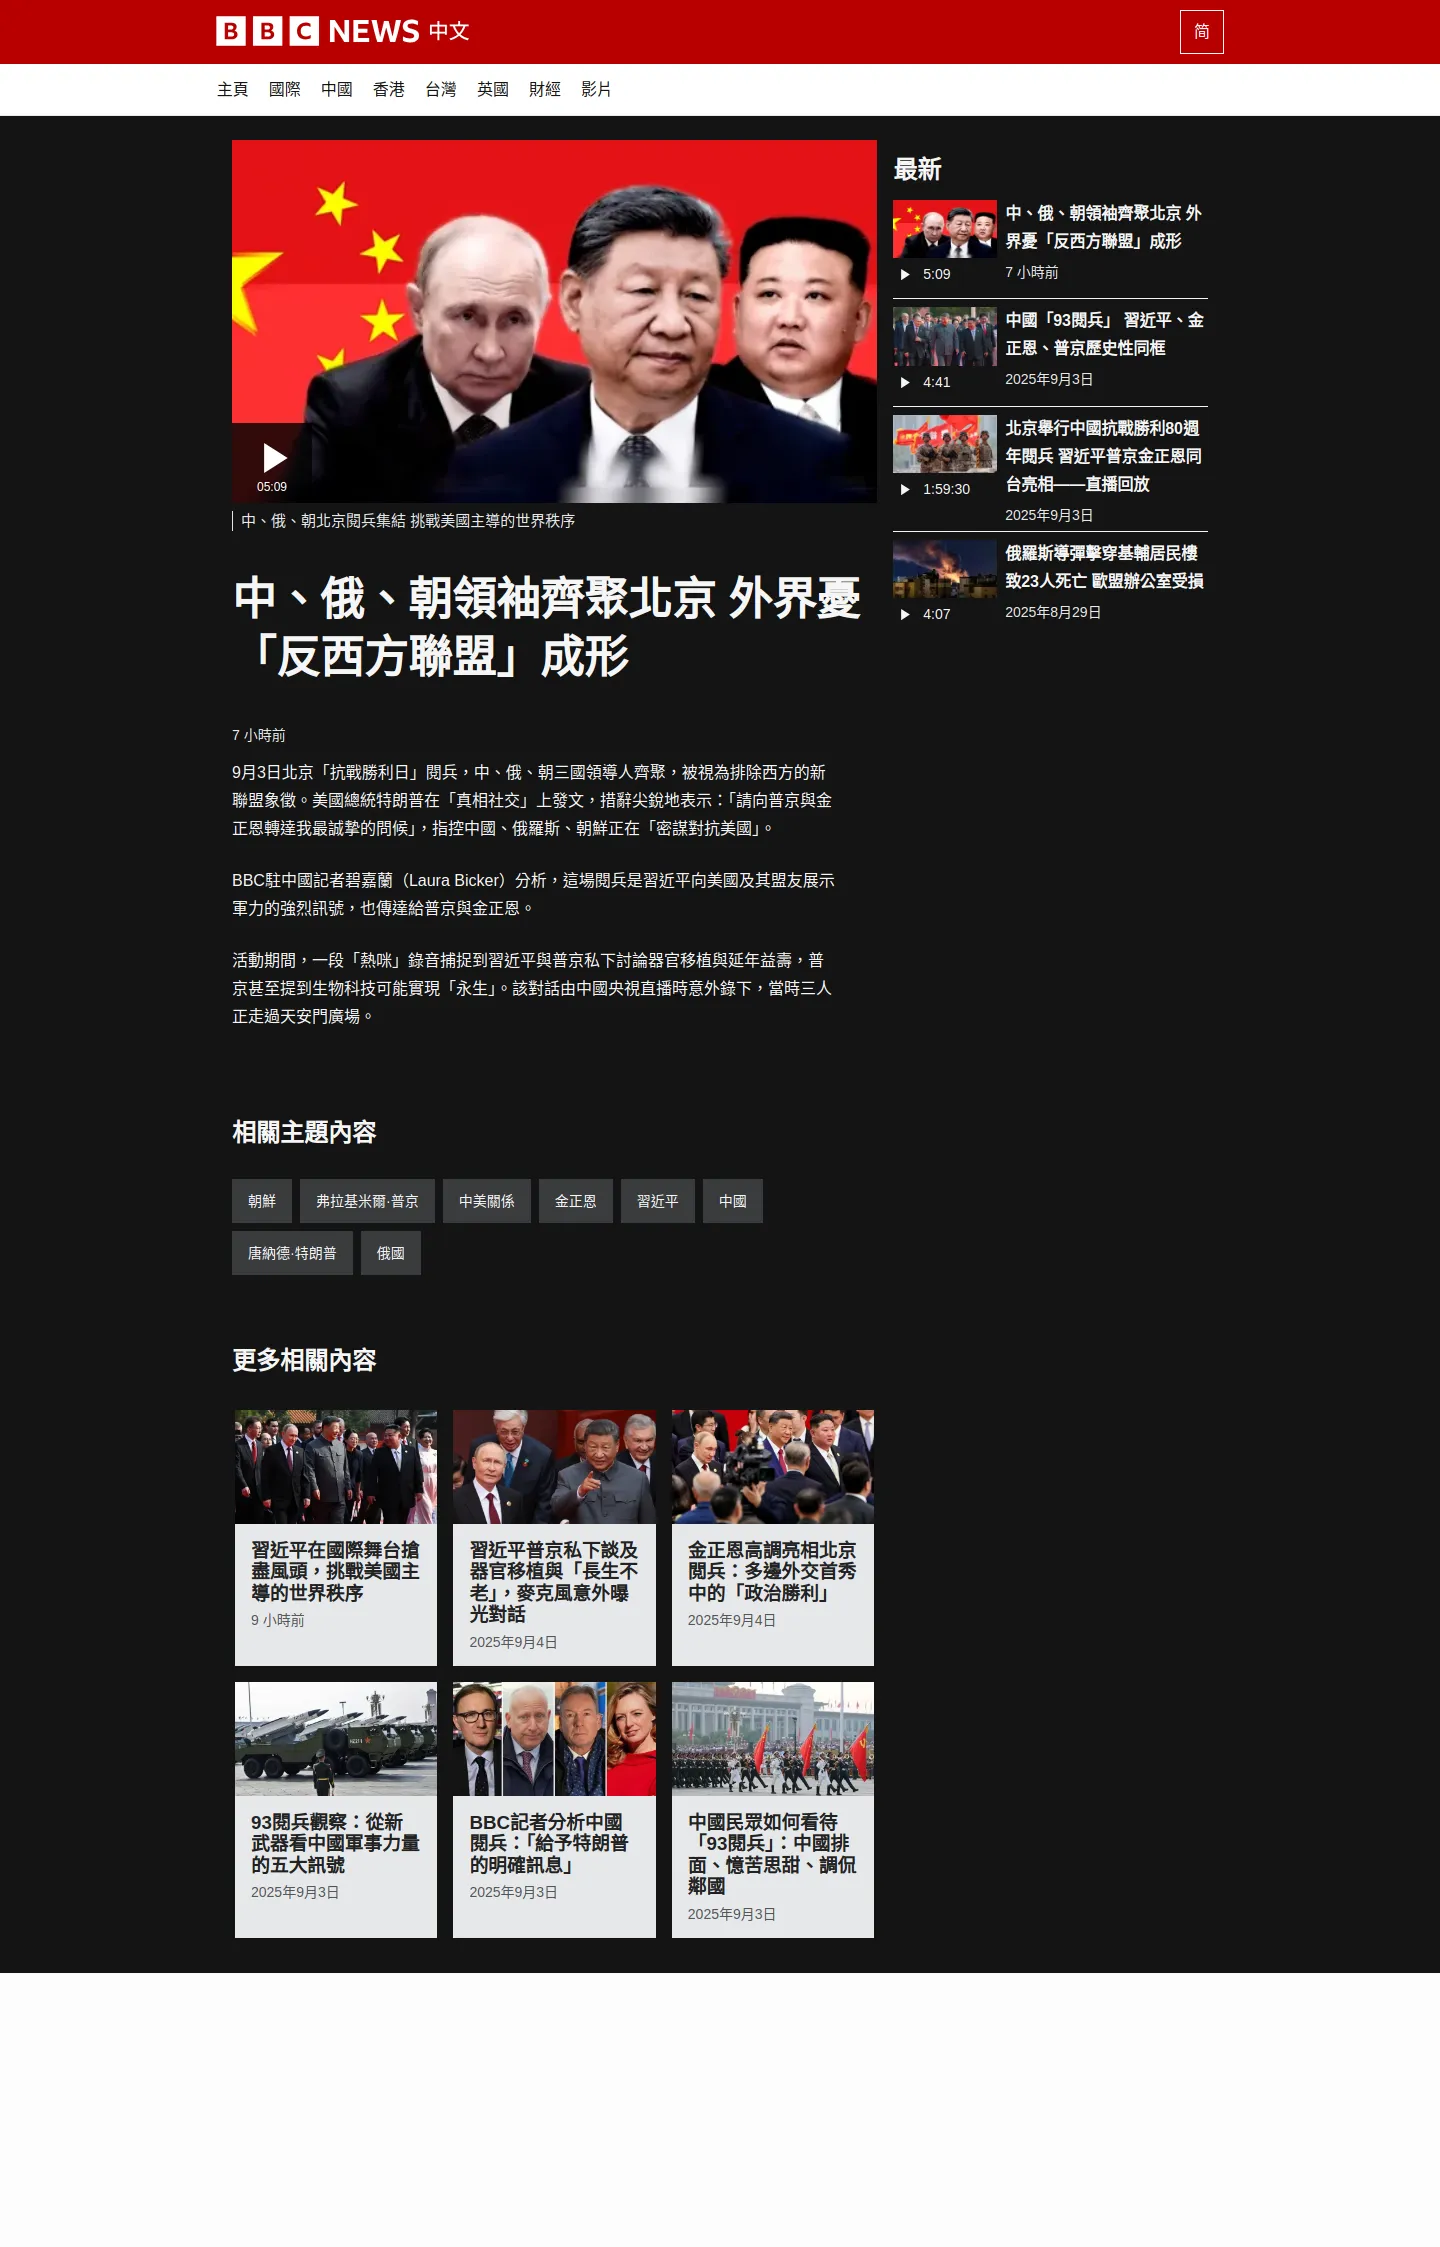 BBC NEWS 中文
简
主頁 國際 中國 香港 台灣 英國 財經 影片
05:09
中、俄、朝北京閱兵集結 挑戰美國主導的世界秩序
中、俄、朝領袖齊聚北京 外界憂
「反西方聯盟」成形
7 小時前
9月3日北京「抗戰勝利日」閱兵，中、俄、朝三國領導人齊聚，被視為排除西方的新
聯盟象徵。美國總統特朗普在「真相社交」上發文，措辭尖銳地表示：「請向普京與金
正恩轉達我最誠摯的問候」，指控中國、俄羅斯、朝鮮正在「密謀對抗美國」。
BBC駐中國記者碧嘉蘭（Laura Bicker）分析，這場閱兵是習近平向美國及其盟友展示
軍力的強烈訊號，也傳達給普京與金正恩。
活動期間，一段「熱咪」錄音捕捉到習近平與普京私下討論器官移植與延年益壽，普
京甚至提到生物科技可能實現「永生」。該對話由中國央視直播時意外錄下，當時三人
正走過天安門廣場。
最新
中、俄、朝領袖齊聚北京 外
界憂「反西方聯盟」成形
5:09
7 小時前
中國「93閱兵」 習近平、金
正恩、普京歷史性同框
4:41
2025年9月3日
北京舉行中國抗戰勝利80週
年閱兵 習近平普京金正恩同
台亮相——直播回放
1:59:30
2025年9月3日
俄羅斯導彈擊穿基輔居民樓
致23人死亡 歐盟辦公室受損
4:07
2025年8月29日
相關主題內容
朝鮮 弗拉基米爾·普京 中美關係 金正恩 習近平 中國
唐納德·特朗普 俄國
更多相關內容
習近平在國際舞台搶
盡風頭，挑戰美國主
導的世界秩序
9 小時前
習近平普京私下談及
器官移植與「長生不
老」，麥克風意外曝
光對話
2025年9月4日
金正恩高調亮相北京
閱兵：多邊外交首秀
中的「政治勝利」
2025年9月4日
93閱兵觀察：從新
武器看中國軍事力量
的五大訊號
2025年9月3日
BBC記者分析中國
閱兵：「給予特朗普
的明確訊息」
2025年9月3日
中國民眾如何看待
「93閱兵」：中國排
面、憶苦思甜、調侃
鄰國
2025年9月3日